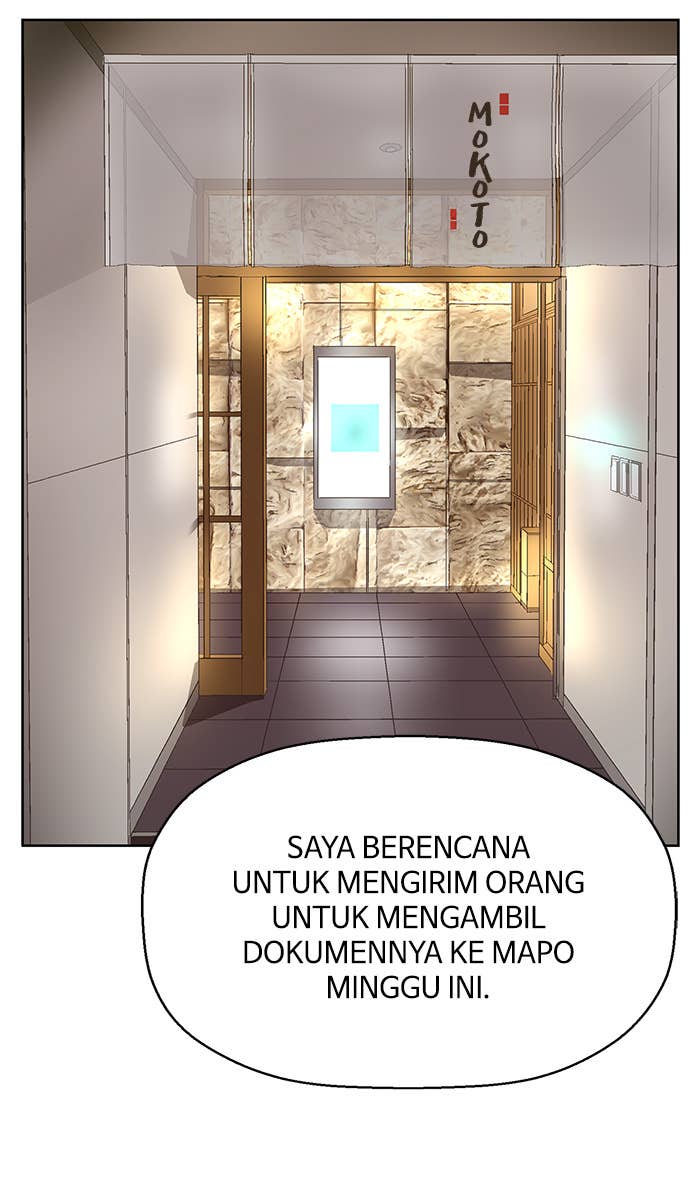 MOKOTO
SAYA BERENCANA
UNTUK MENGIRIM ORANG
UNTUK MENGAMBIL
DOKUMENNYA KE MAPO
MINGGU INI.